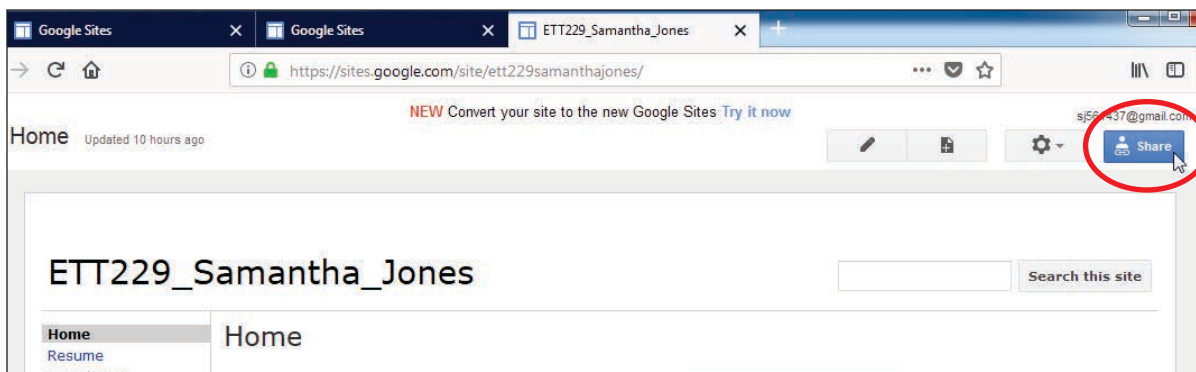 Google Sites
Google Sites
ETT229_Samantha_Jones
https://sites.google.com/site/ett229samanthajones/
NEW Convert your site to the new Google Sites Try it now
Home Updated 10 hours ago
Share
ETT229_Samantha_Jones
Search this site
Home
Resume
Home